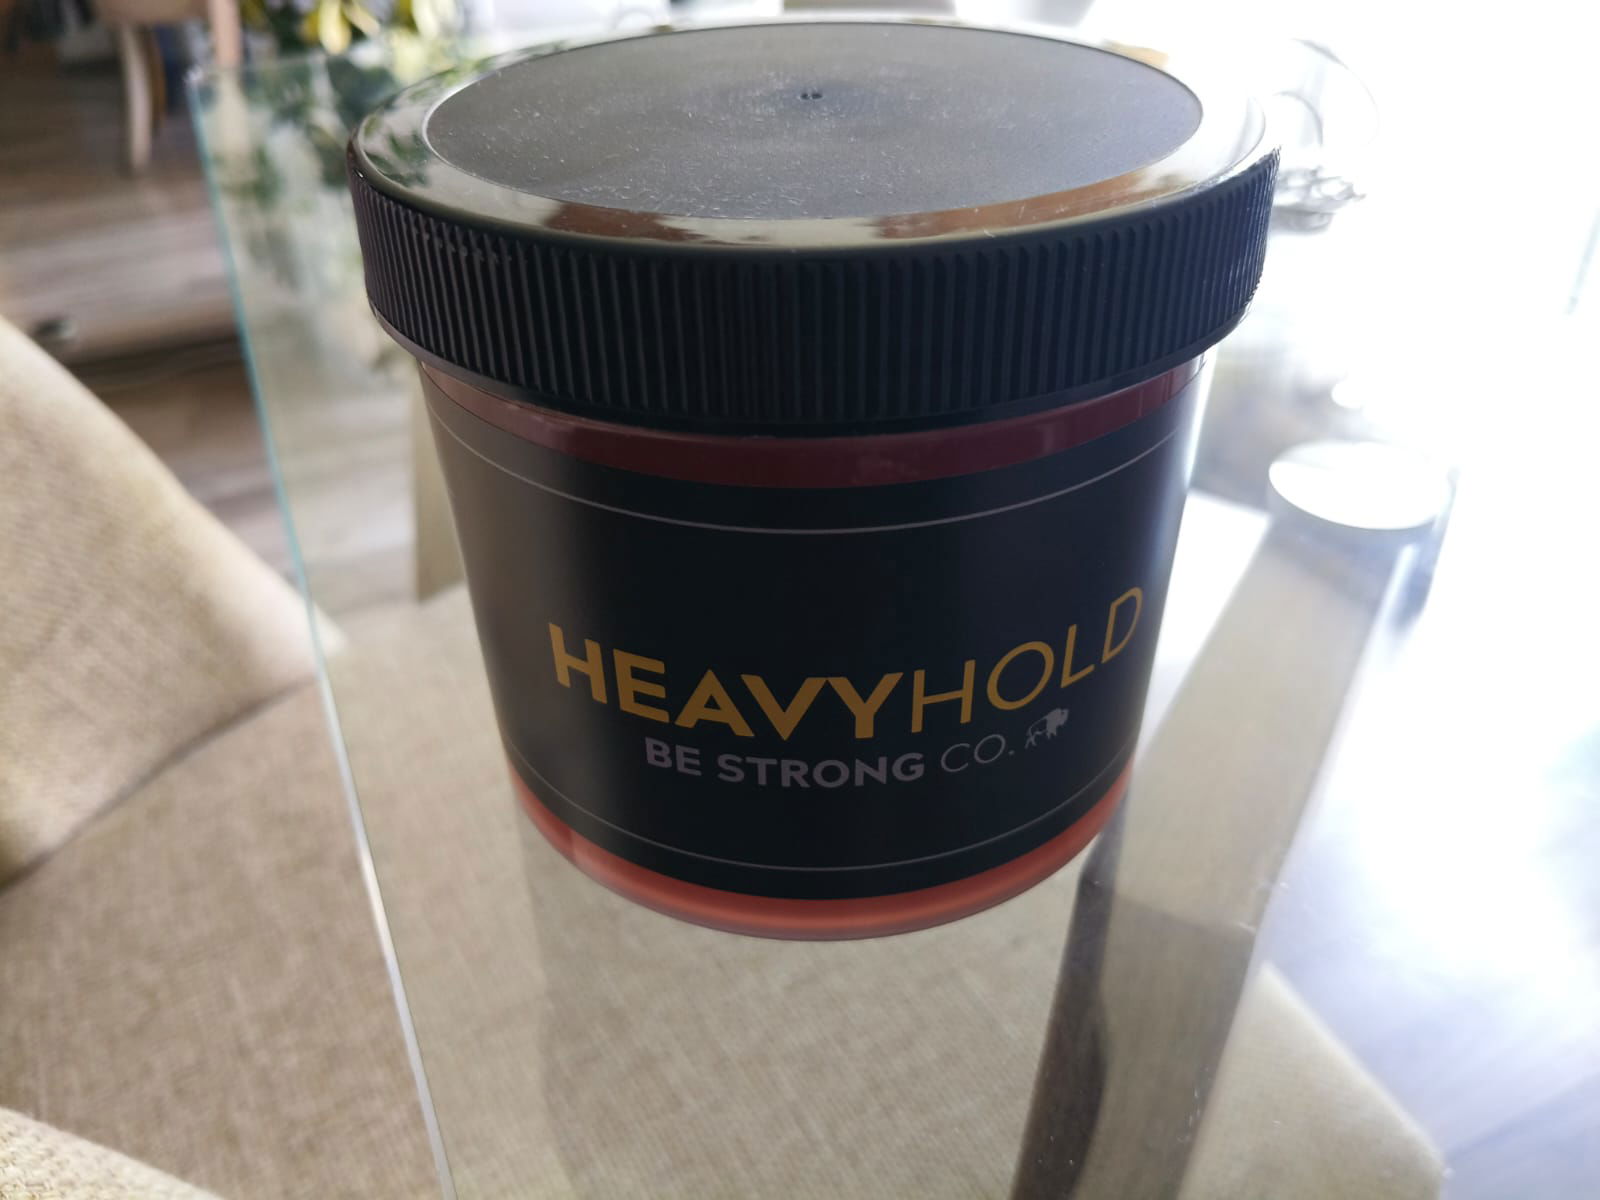 HEAVYHOLD
BE STRONG CO.